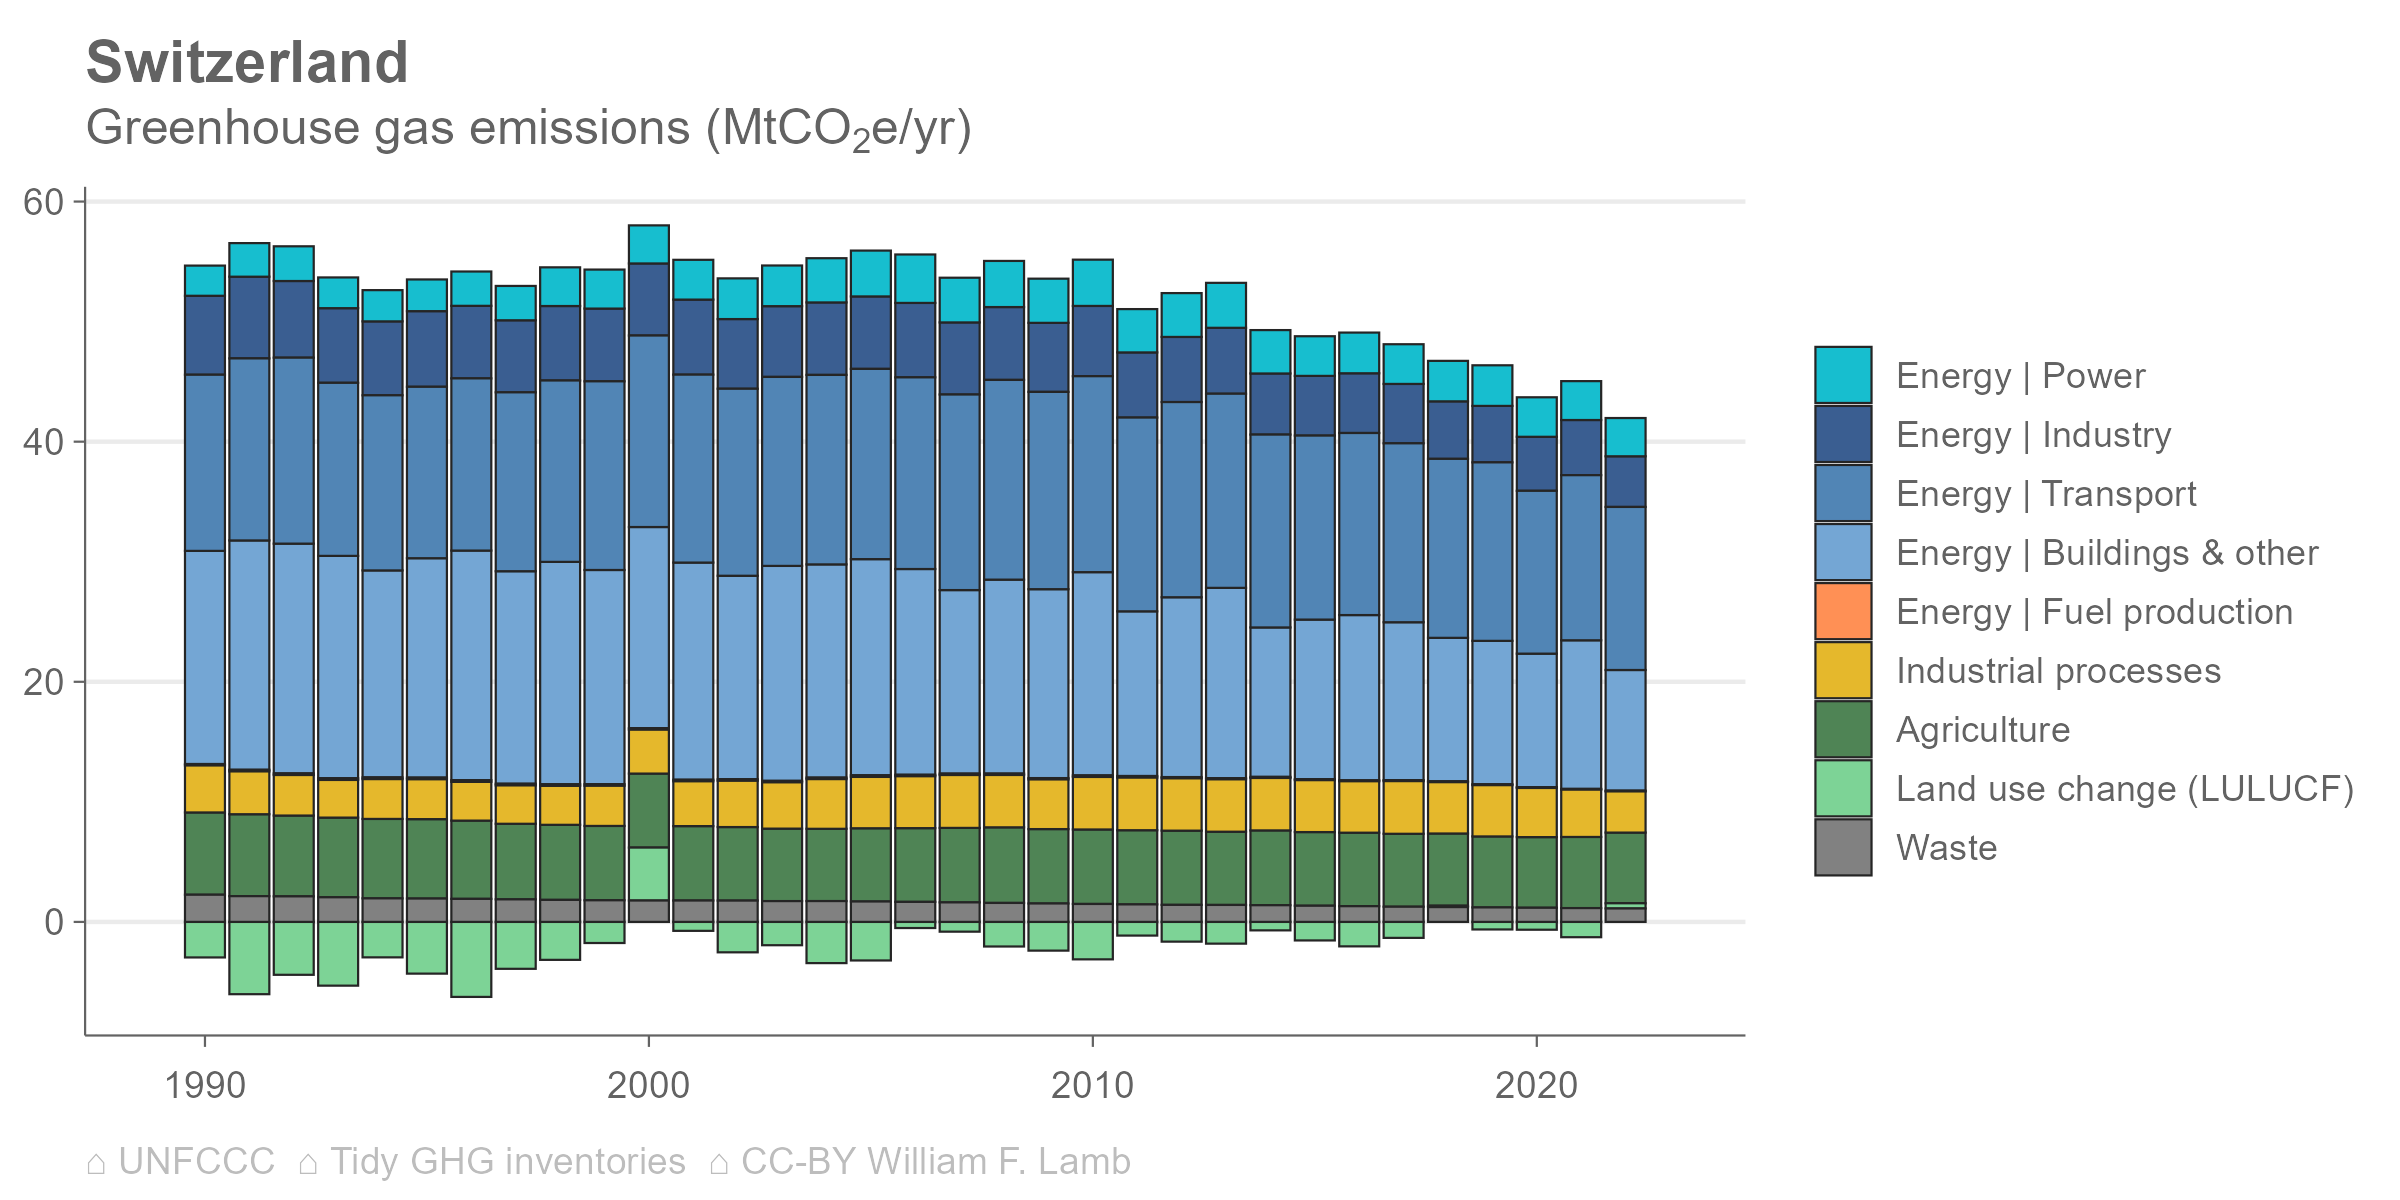 Switzerland
Greenhouse gas emissions (MtCO₂e/yr)
60
40
20
0
1990 2000 2010 2020
Energy | Power
Energy | Industry
Energy | Transport
Energy | Buildings & other
Energy | Fuel production
Industrial processes
Agriculture
Land use change (LULUCF)
Waste
⌂ UNFCCC ⌂ Tidy GHG inventories ⌂ CC-BY William F. Lamb